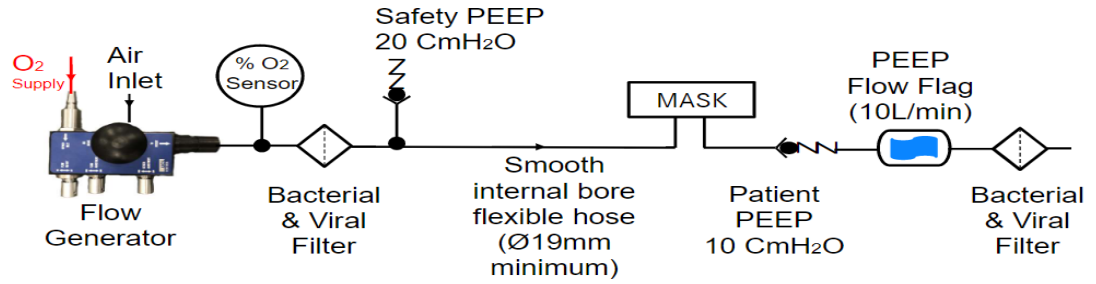 O2
Supply
Air
Inlet
% O2
Sensor
Safety PEEP
20 CmH2O
MASK
PEEP
Flow Flag
(10L/min)
Flow
Generator
Bacterial
& Viral
Filter
Smooth
internal bore
flexible hose
(Ø19mm
minimum)
Patient
PEEP
10 CmH2O
Bacterial
& Viral
Filter